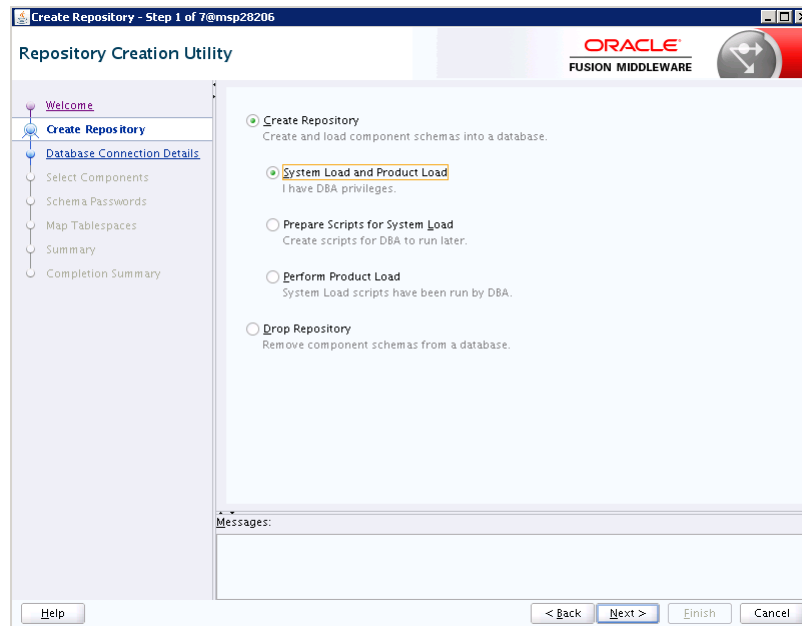 Create Repository - Step 1 of 7@msp28206
Repository Creation Utility
ORACLE
FUSION MIDDLEWARE
Welcome
Create Repository
Database Connection Details
Select Components
Schema Passwords
Map Tablespaces
Summary
Completion Summary
Create Repository
Create and load component schemas into a database.
System Load and Product Load
I have DBA privileges.
Prepare Scripts for System Load
Create scripts for DBA to run later.
Perform Product Load
System Load scripts have been run by DBA.
Drop Repository
Remove component schemas from a database.
Messages:
Help
< Back
Next >
Finish
Cancel